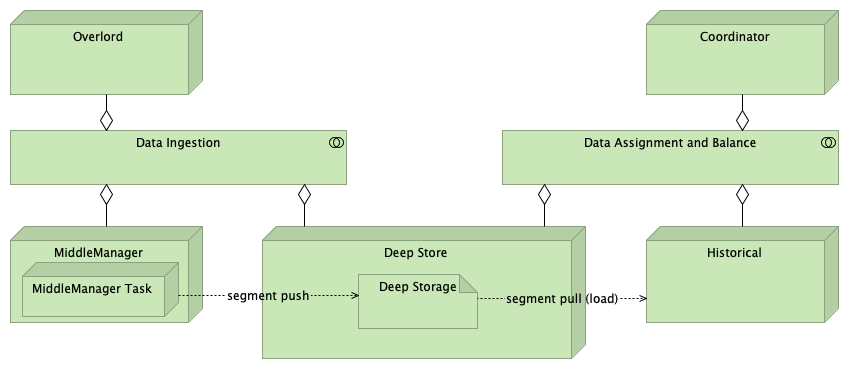 Overlord
Coordinator
Data Ingestion
Data Assignment and Balance
MiddleManager
Deep Store
Historical
MiddleManager Task
segment push
Deep Storage
segment pull (load)